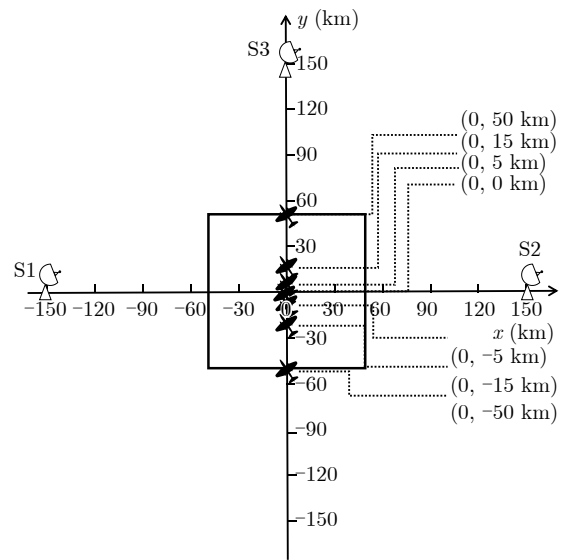 y (km)
S3
150
120
(0, 50 km)
(0, 15 km)
90
(0, 5 km)
(0, 0 km)
60
30
S1
S2
−150 −120 −90 −60 −30 0 30 60 90 120 150
−30
x (km)
(0, −5 km)
−60
(0, −15 km)
(0, −50 km)
−90
−120
−150